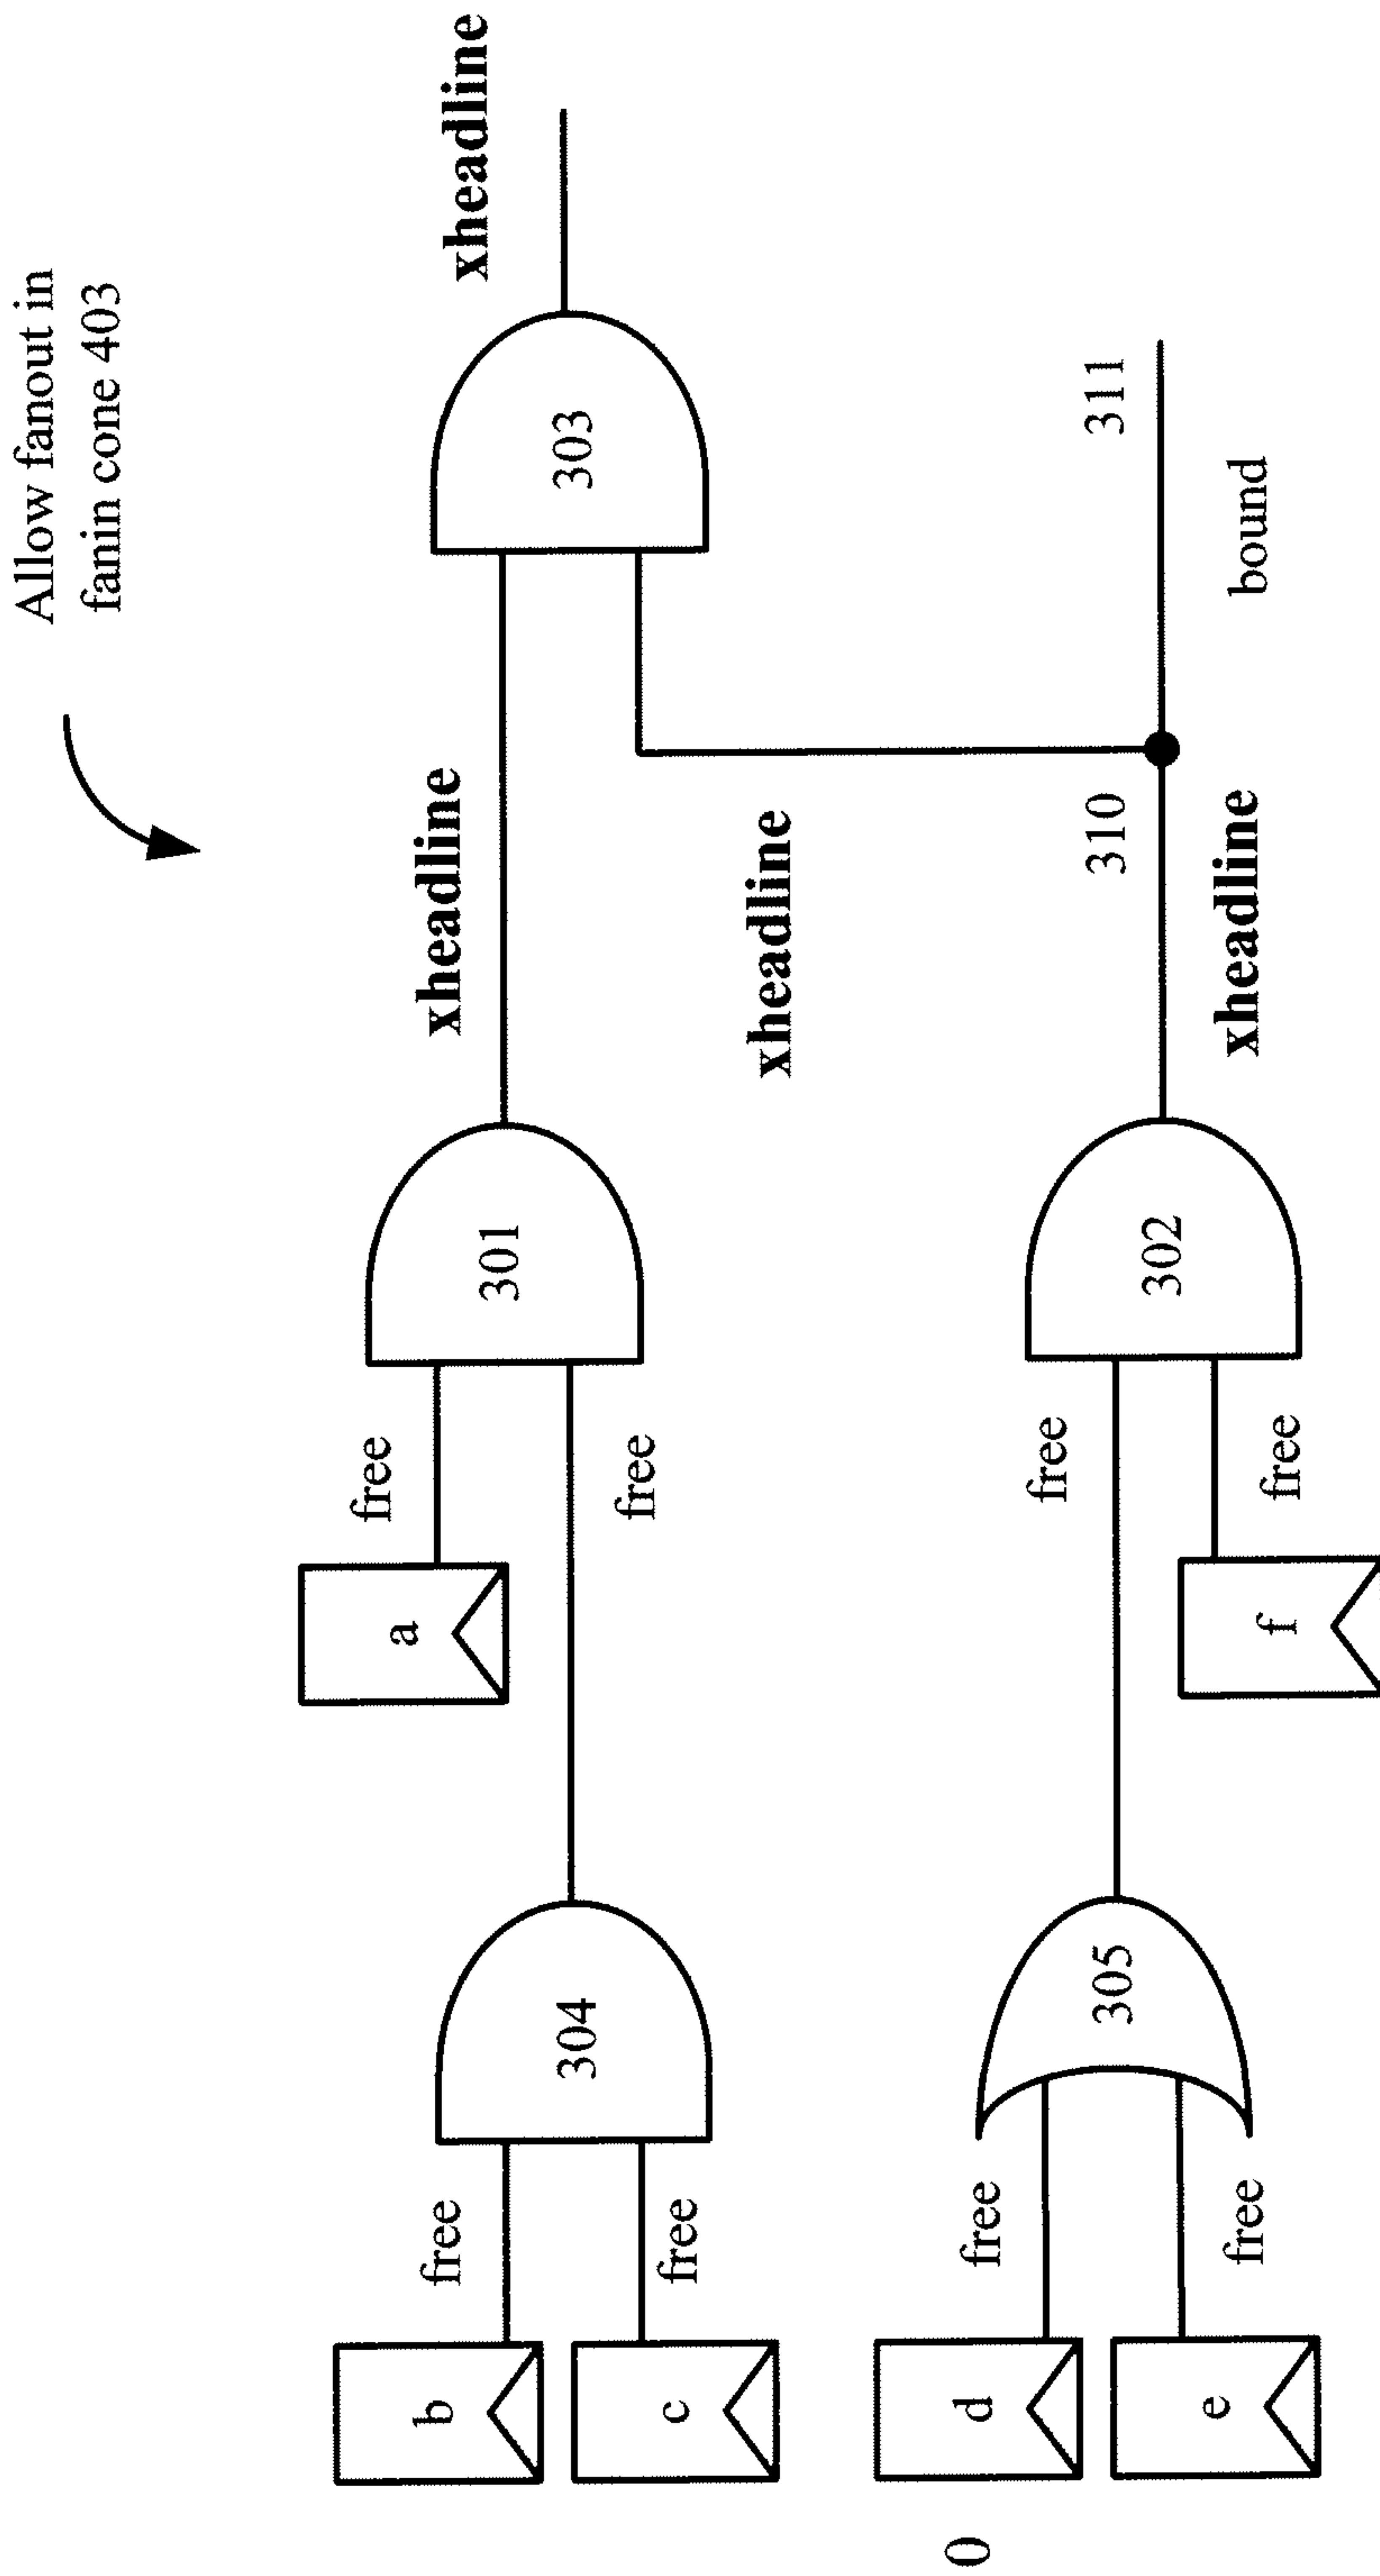 Allow fanout in
fanin cone 403
xheadline
303
xheadline
301
free
a
free
304
free
b
free
c
xheadline
311
bound
310
xheadline
302
free
free
f
305
free
d
free
e
0